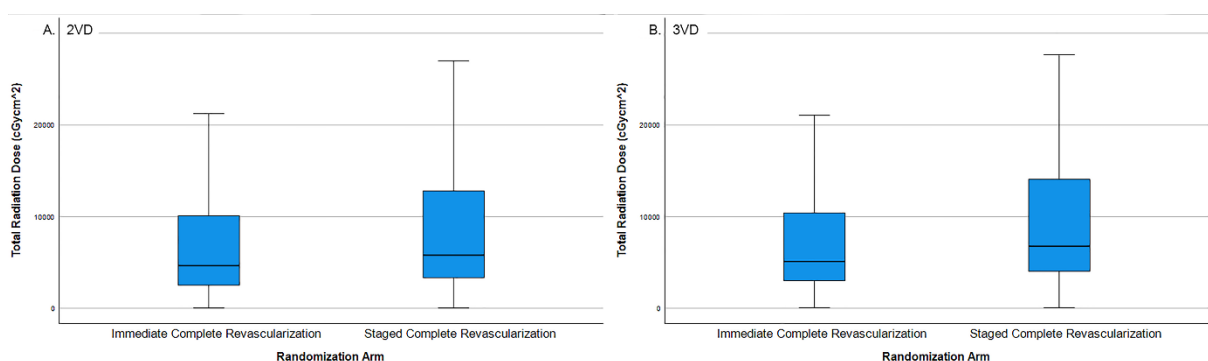 A. 2VD
Total Radiation Dose (cGycm^2)
20000
10000
0
Immediate Complete Revascularization
Staged Complete Revascularization
Randomization Arm
B. 3VD
Total Radiation Dose (cGycm^2)
20000
10000
0
Immediate Complete Revascularization
Staged Complete Revascularization
Randomization Arm